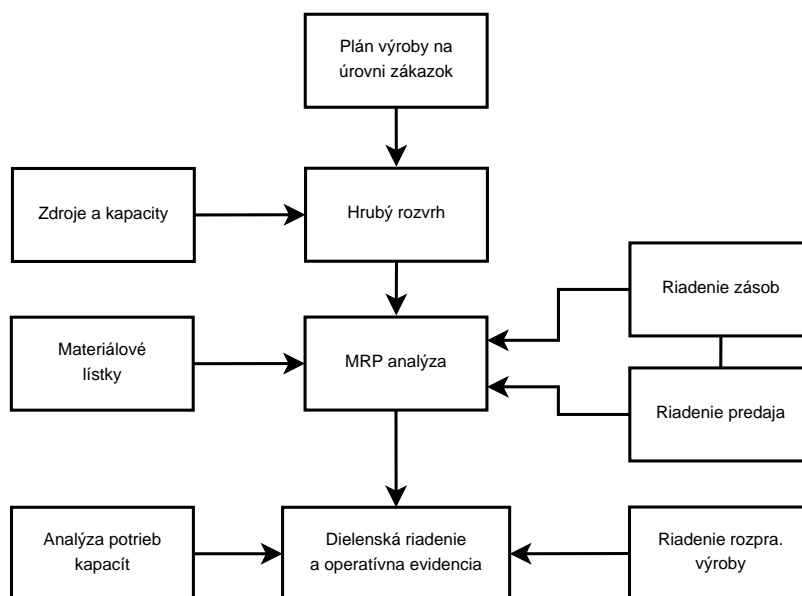 Plán výroby na
úrovni zákazok
Zdroje a kapacity
Hrubý rozvrh
Riadenie zásob
Materiálové
lístky
MRP analýza
Riadenie predaja
Analýza potrieb
kapacít
Dielenská riadenie
a operatívna evidencia
Riadenie rozpra.
výroby